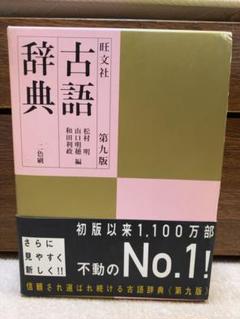 旺文社
古語
辞典
第九版
松村 明
山口明穂 編
和田利政
二色刷
さらに
見やすく
新しく!!
初版以来1,100万部
不動のNo.1!
信頼され選ばれ続ける古語辞典〈第九版〉